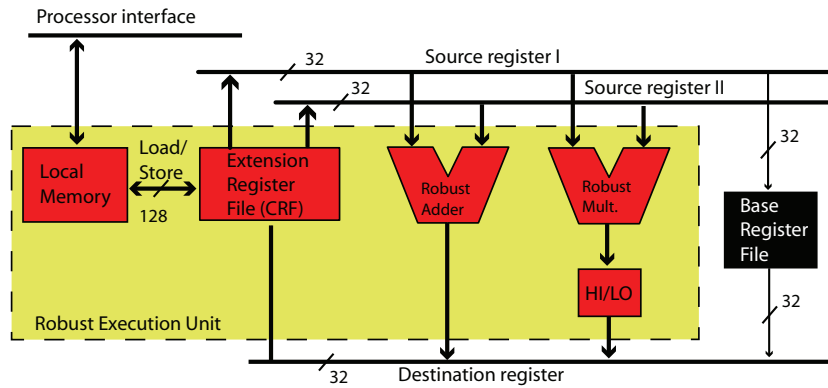 Processor interface
32
Source register I
32
Source register II
Local
Memory
Load/
Store
128
Extension
Register
File (CRF)
Robust
Adder
Robust
Mult.
HI/LO
32
Base
Register
File
32
Robust Execution Unit
32
Destination register